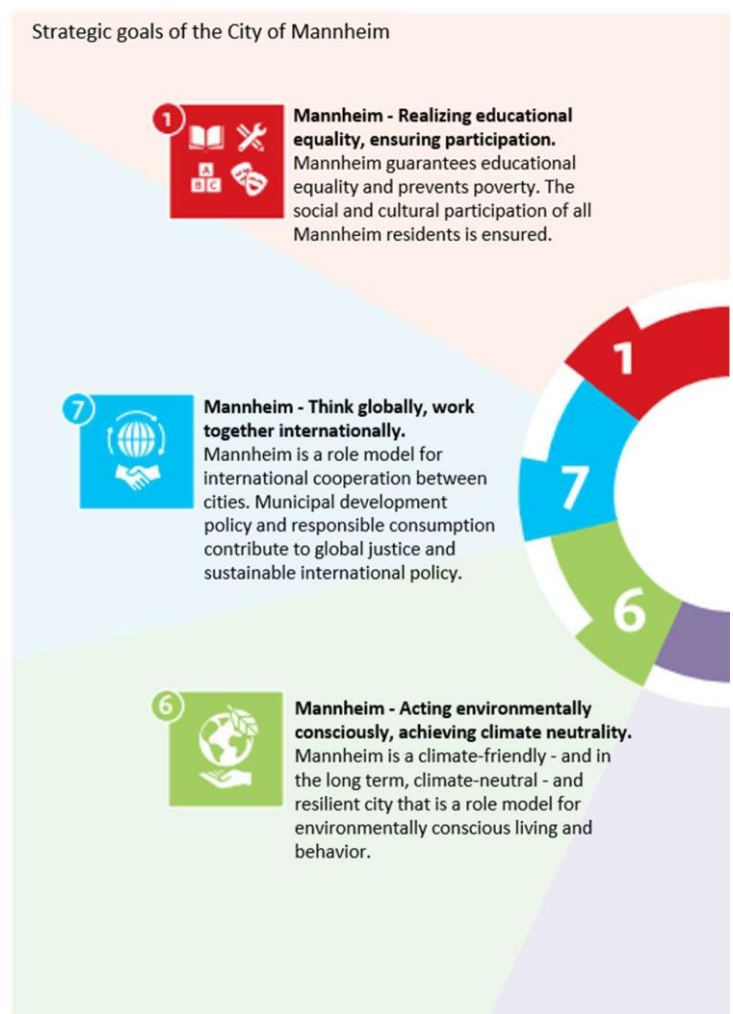 Strategic goals of the City of Mannheim
1
Mannheim - Realizing educational
equality, ensuring participation.
Mannheim guarantees educational
equality and prevents poverty. The
social and cultural participation of all
Mannheim residents is ensured.
A
B C
1
7
Mannheim - Think globally, work
together internationally.
Mannheim is a role model for
international cooperation between
cities. Municipal development
policy and responsible consumption
contribute to global justice and
sustainable international policy.
7
6
6
Mannheim - Acting environmentally
consciously, achieving climate neutrality.
Mannheim is a climate-friendly - and in
the long term, climate-neutral - and
resilient city that is a role model for
environmentally conscious living and
behavior.